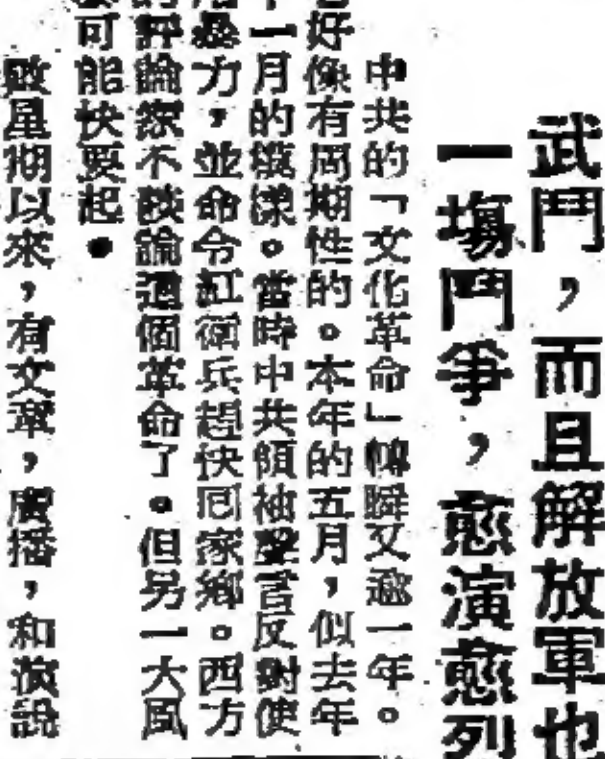 武鬥，而且解放軍也
一塲鬥爭，愈演愈列
中共的「文化革命」轉瞬又逾一年。
好像有周期性的。本年的五月，似去年
一月的模樣。當時中共領袖聲言反對使
暴力，並命令紅衛兵趕快囘家鄉。西方
的評論家不談論這個革命了。但另一大風
可能快要起。
數星期以來，有文章，廣播，和演說